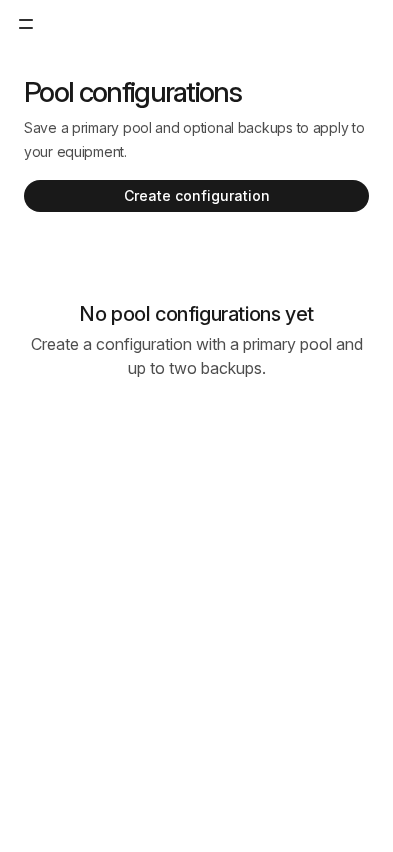 Pool configurations
Save a primary pool and optional backups to apply to
your equipment.
Create configuration
No pool configurations yet
Create a configuration with a primary pool and
up to two backups.